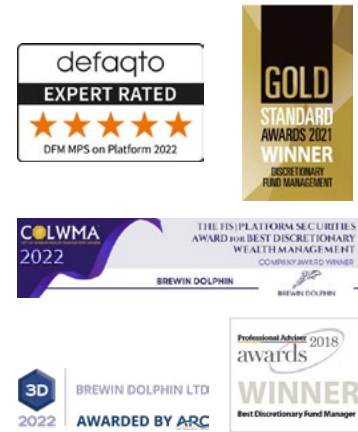 defaqto
EXPERT RATED
DFM MPS on Platform 2022
GOLD
STANDARD
AWARDS 2021
WINNER
DISCRETIONARY
FUND MANAGEMENT
COLWMA
2022
THE FIS|PLATFORM SECURITIES
AWARD FOR BEST DISCRETIONARY
WEALTH MANAGEMENT
COMPANY AWARD WINNER
BREWIN DOLPHIN
BREWIN DOLPHIN
3D
2022
BREWIN DOLPHIN LTD
AWARDED BY ARC
Professional Adviser 2018
awards
WINNER
Best Discretionary Fund Manager